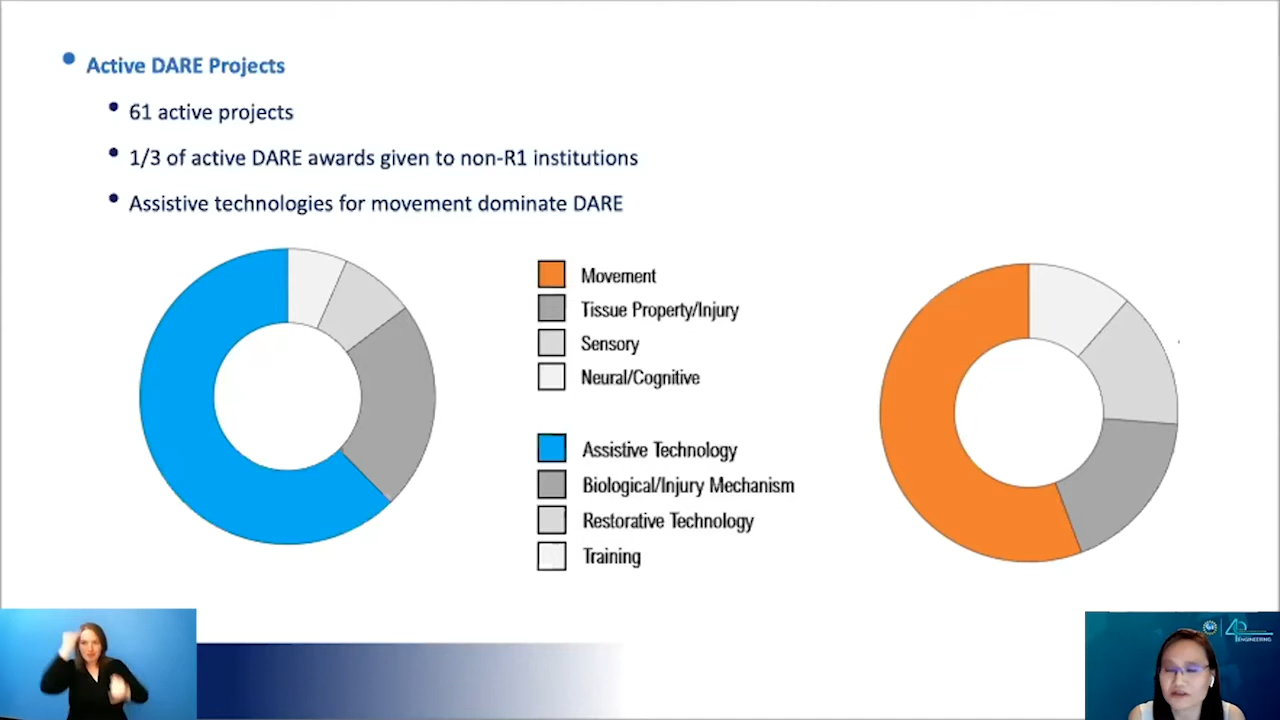 Active DARE Projects
61 active projects
1/3 of active DARE awards given to non-R1 institutions
Assistive technologies for movement dominate DARE
Movement
Tissue Property/Injury
Sensory
Neural/Cognitive
Assistive Technology
Biological/Injury Mechanism
Restorative Technology
Training
ENGINEERING